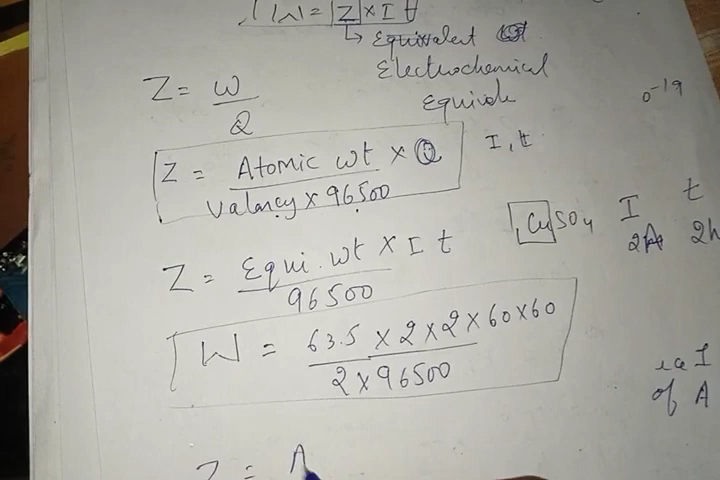 W = Z × I t
↳ Equivalent
Electrochemical
Equivale
Z = w / Q
0^-19
Z = Atomic wt × Q / Valancy × 96500
I, t
CuSO4 I t
2A 2h
Z = Equi. wt × I t / 96500
W = 63.5 × 2 × 2 × 60 × 60 / 2 × 96500
I
of A
Z = A